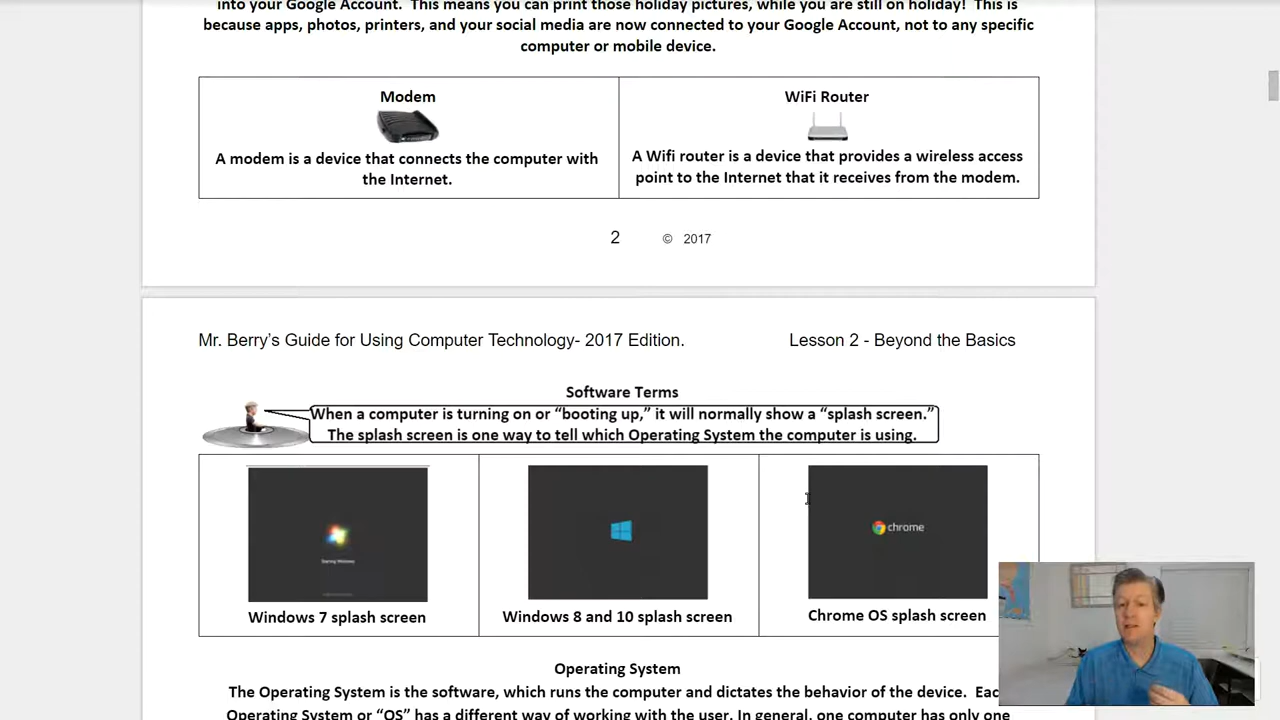 into your Google Account.  This means you can print those holiday pictures, while you are still on holiday!  This is
because apps, photos, printers, and your social media are now connected to your Google Account, not to any specific
computer or mobile device.
Modem
A modem is a device that connects the computer with
the Internet.
WiFi Router
A Wifi router is a device that provides a wireless access
point to the Internet that it receives from the modem.
2 © 2017
Mr. Berry's Guide for Using Computer Technology- 2017 Edition. Lesson 2 - Beyond the Basics
Software Terms
When a computer is turning on or “booting up,” it will normally show a “splash screen.”
The splash screen is one way to tell which Operating System the computer is using.
Starting Windows
Windows 7 splash screen
Windows 8 and 10 splash screen
chrome
Chrome OS splash screen
Operating System
The Operating System is the software, which runs the computer and dictates the behavior of the device.
Operating System or “OS” has a different way of working with the user. In general, one computer has only one